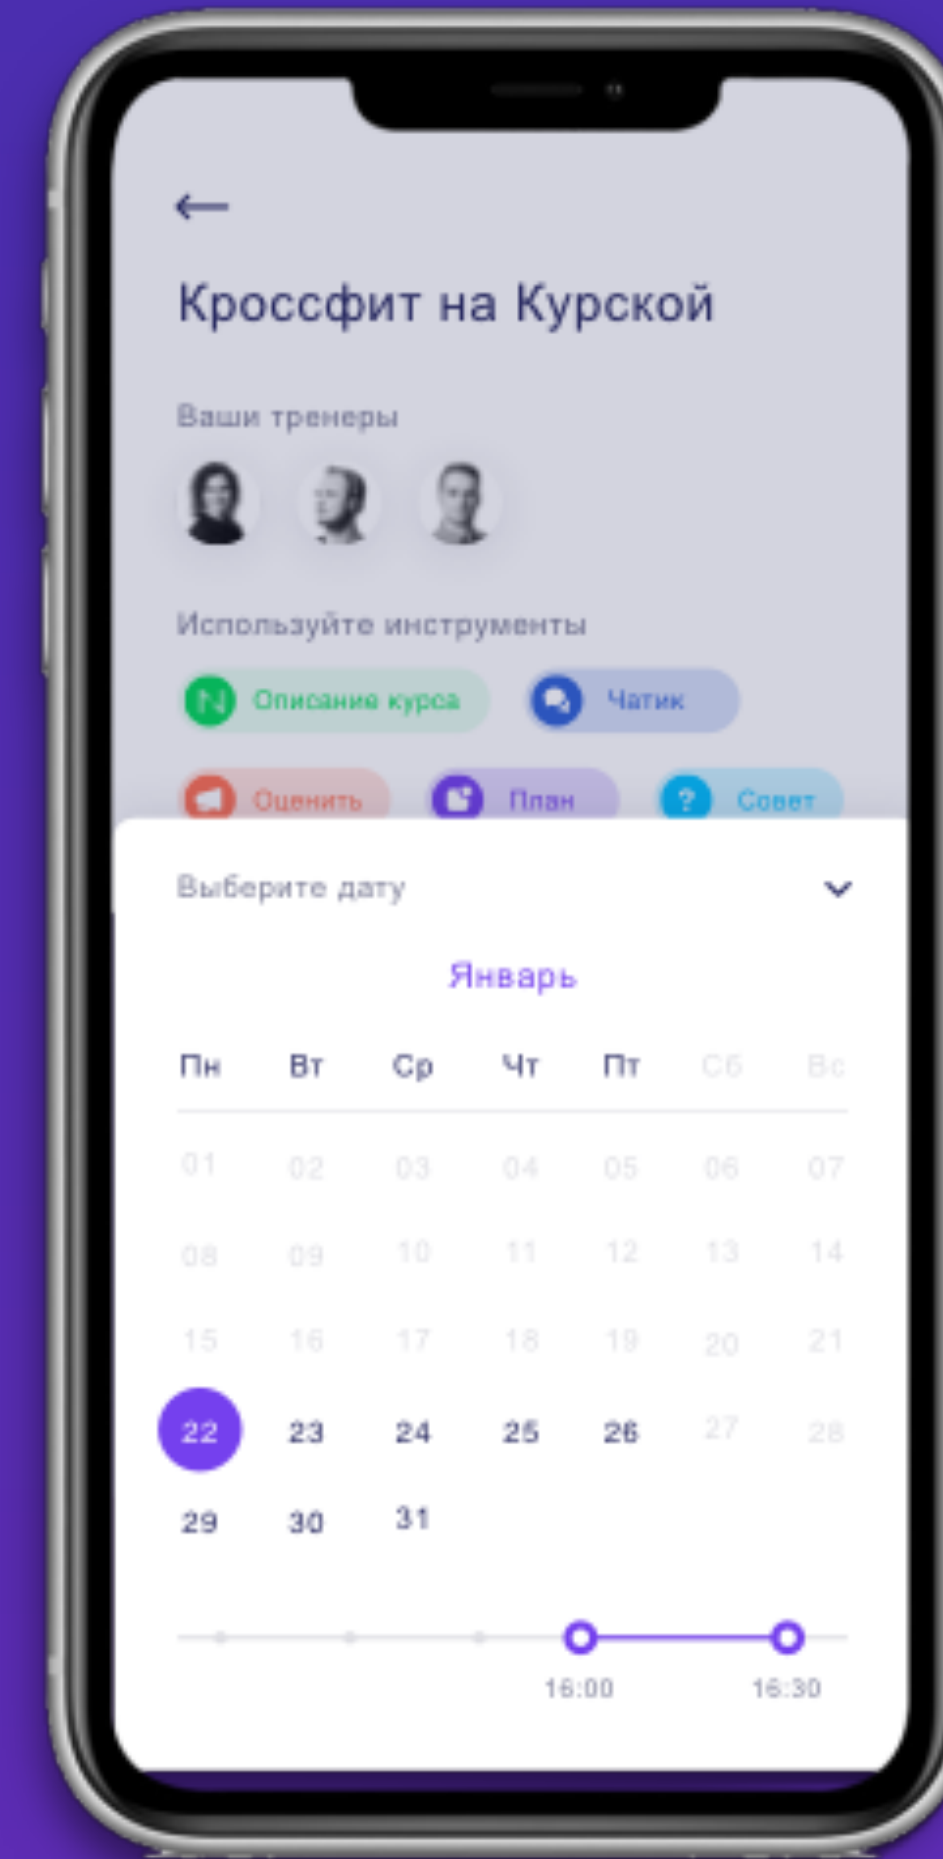 Кроссфит на Курской
Ваши тренеры
Используйте инструменты
Описание курса
Чатик
Оценить
План
Совет
Выберите дату
Январь
Пн Вт Ср Чт Пт Сб Вс
01 02 03 04 05 06 07
08 09 10 11 12 13 14
15 16 17 18 19 20 21
22 23 24 25 26 27 28
29 30 31
16:00 16:30